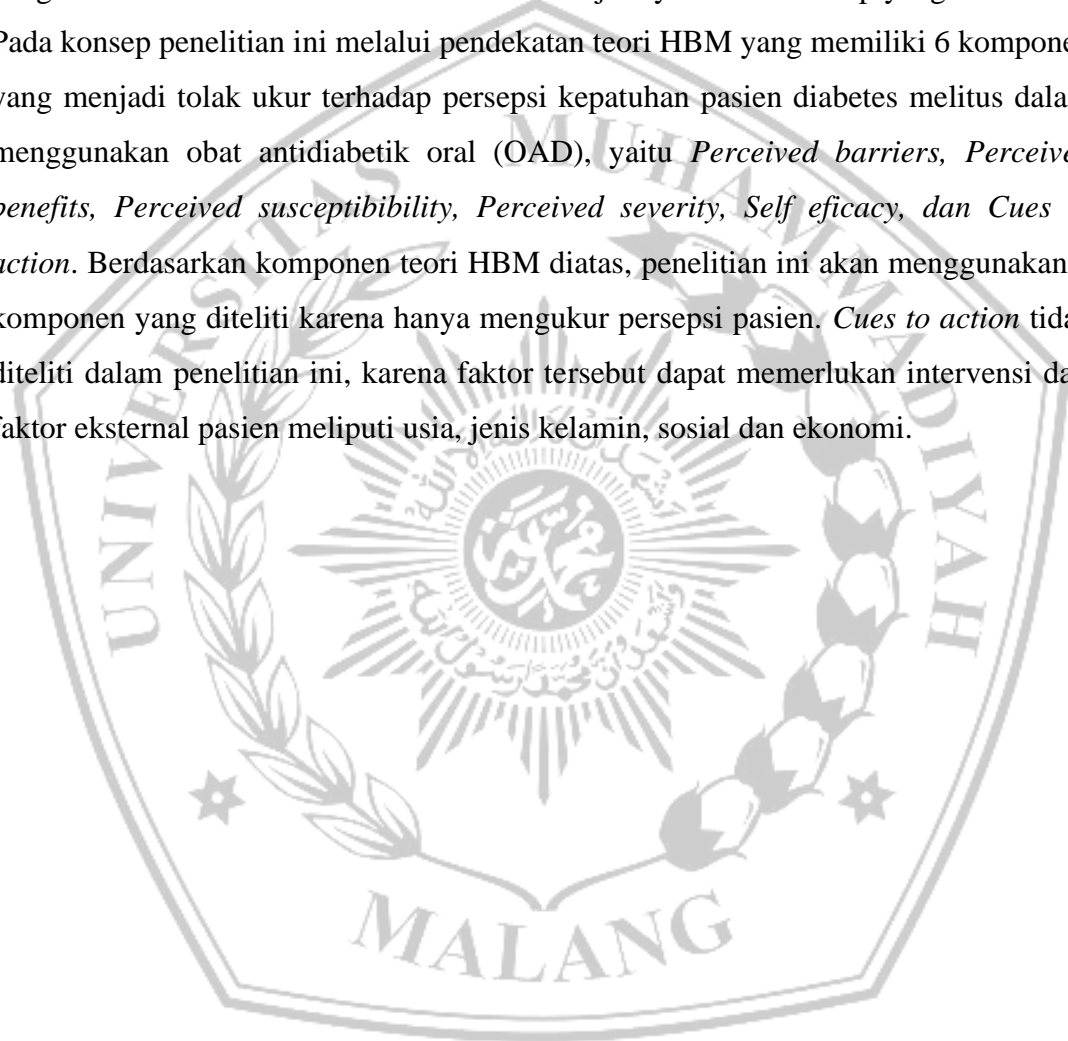 Pada konsep penelitian ini melalui pendekatan teori HBM yang memiliki 6 kompone
yang menjadi tolak ukur terhadap persepsi kepatuhan pasien diabetes melitus dala
menggunakan obat antidiabetik oral (OAD), yaitu Perceived barriers, Perceive
benefits, Perceived susceptibibility, Perceived severity, Self eficacy, dan Cues
action. Berdasarkan komponen teori HBM diatas, penelitian ini akan menggunakan
komponen yang diteliti karena hanya mengukur persepsi pasien. Cues to action tida
diteliti dalam penelitian ini, karena faktor tersebut dapat memerlukan intervensi da
faktor eksternal pasien meliputi usia, jenis kelamin, sosial dan ekonomi.
UNIVERSITAS MUHAMMADIYAH
MALANG